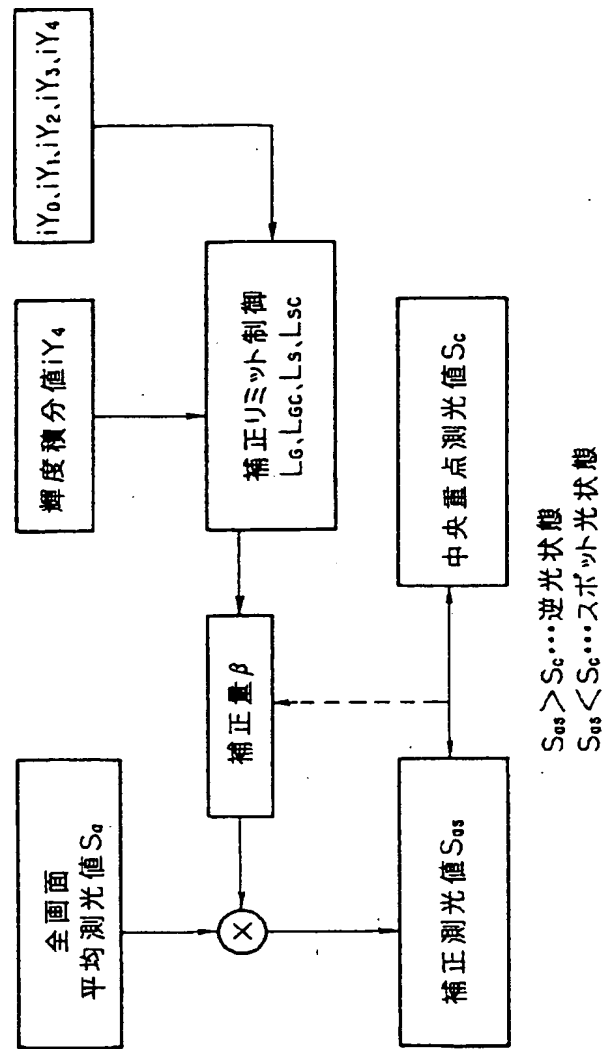 全画面
平均測光値Sa
輝度積分値iY4
iY0、iY1、iY2、iY3、iY4
×
補正量β
補正リミット制御
LG、LGC、LS、LSC
補正測光値Sas
中央重点測光値Sc
Sas>Sc…逆光状態
Sas<Sc…スポット光状態